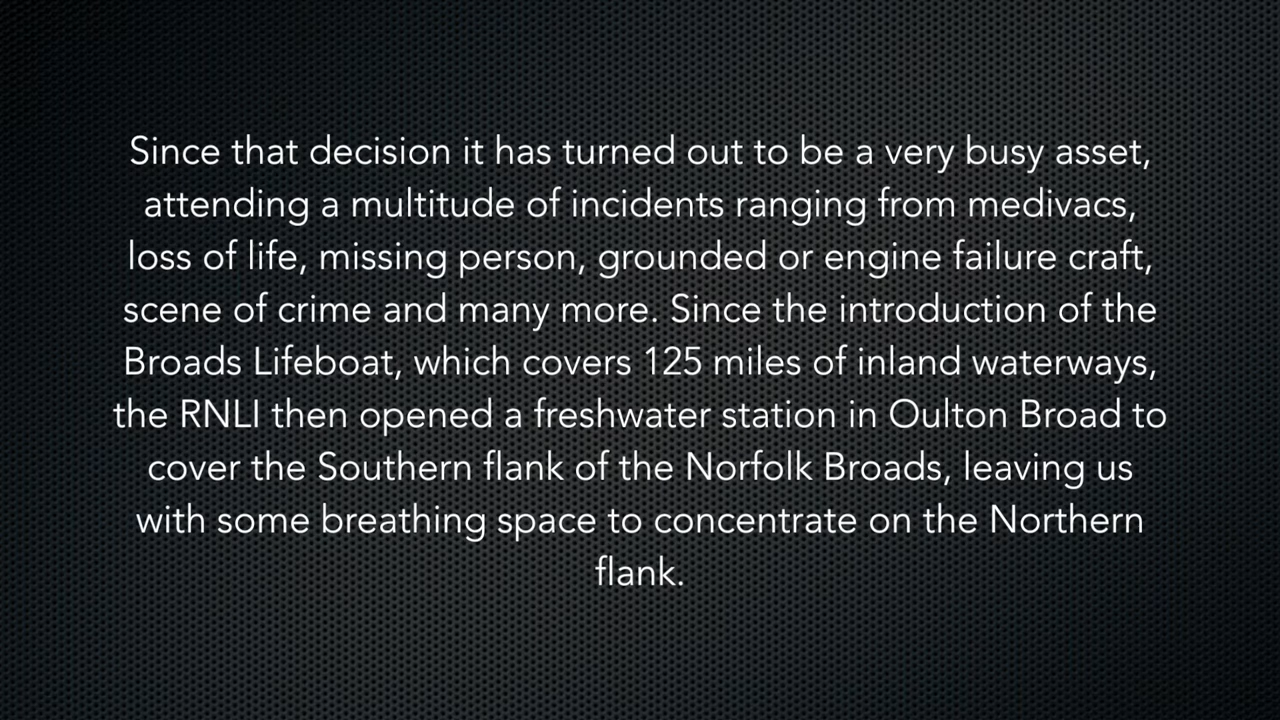 Since that decision it has turned out to be a very busy asset,
attending a multitude of incidents ranging from medivacs,
loss of life, missing person, grounded or engine failure craft,
scene of crime and many more. Since the introduction of the
Broads Lifeboat, which covers 125 miles of inland waterways,
the RNLI then opened a freshwater station in Oulton Broad to
cover the Southern flank of the Norfolk Broads, leaving us
with some breathing space to concentrate on the Northern
flank.